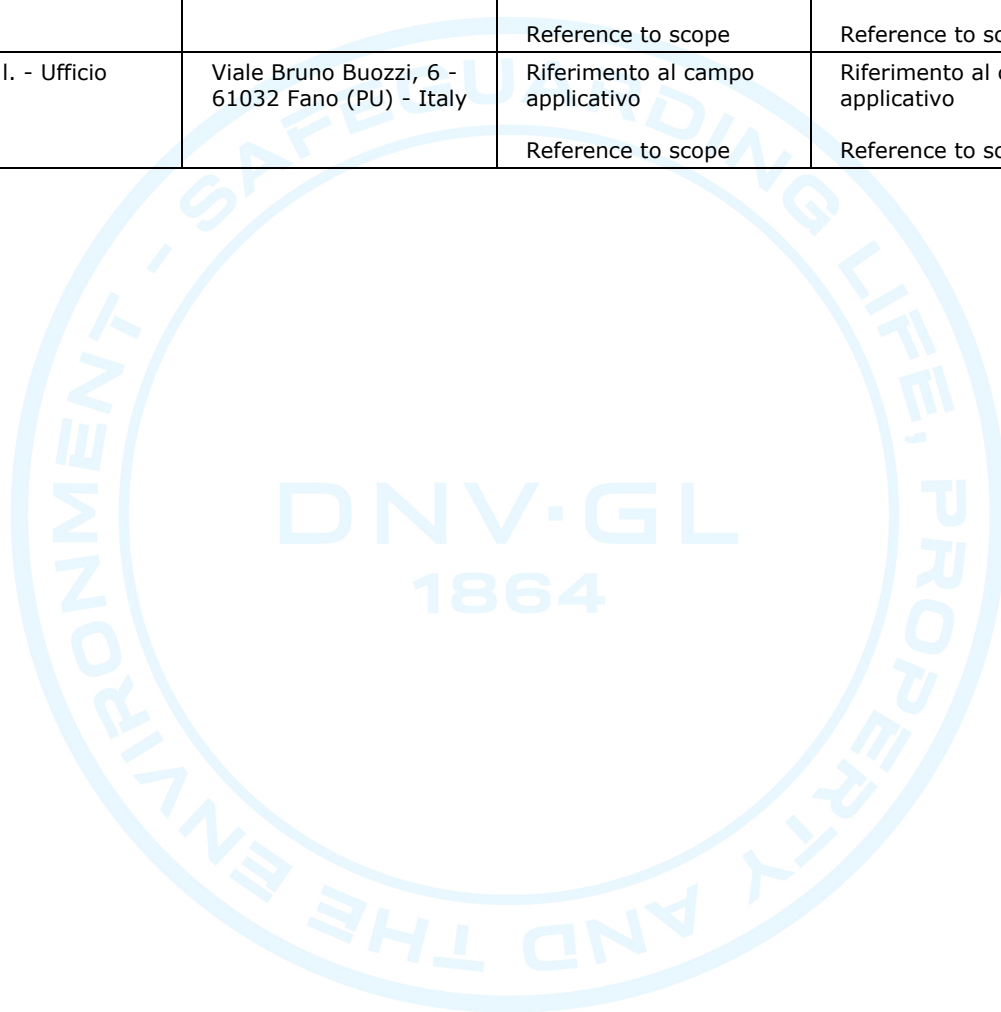 Reference to scope Reference to sc
l. - Ufficio Viale Bruno Buozzi, 6 - Riferimento al campo Riferimento al
61032 Fano (PU) - Italy applicativo applicativo
Reference to scope Reference to sc
SAFEGUARDING LIFE, PROPERTY AND THE ENVIRONMENT -
DNV·GL
1864